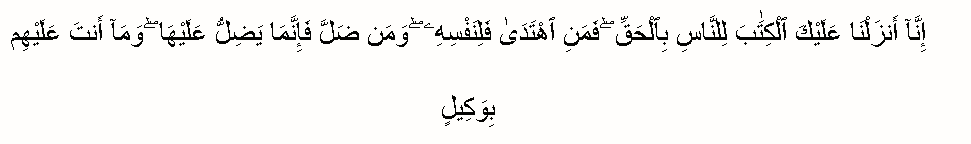 إِنَّآ أَنزَلْنَا عَلَيْكَ ٱلْكِتَٰبَ لِلنَّاسِ بِٱلْحَقِّ ۖ فَمَنِ ٱهْتَدَىٰ فَلِنَفْسِهِۦ ۖ وَمَن ضَلَّ فَإِنَّمَا يَضِلُّ عَلَيْهَا ۖ وَمَآ أَنتَ عَلَيْهِم
بِوَكِيلٍ